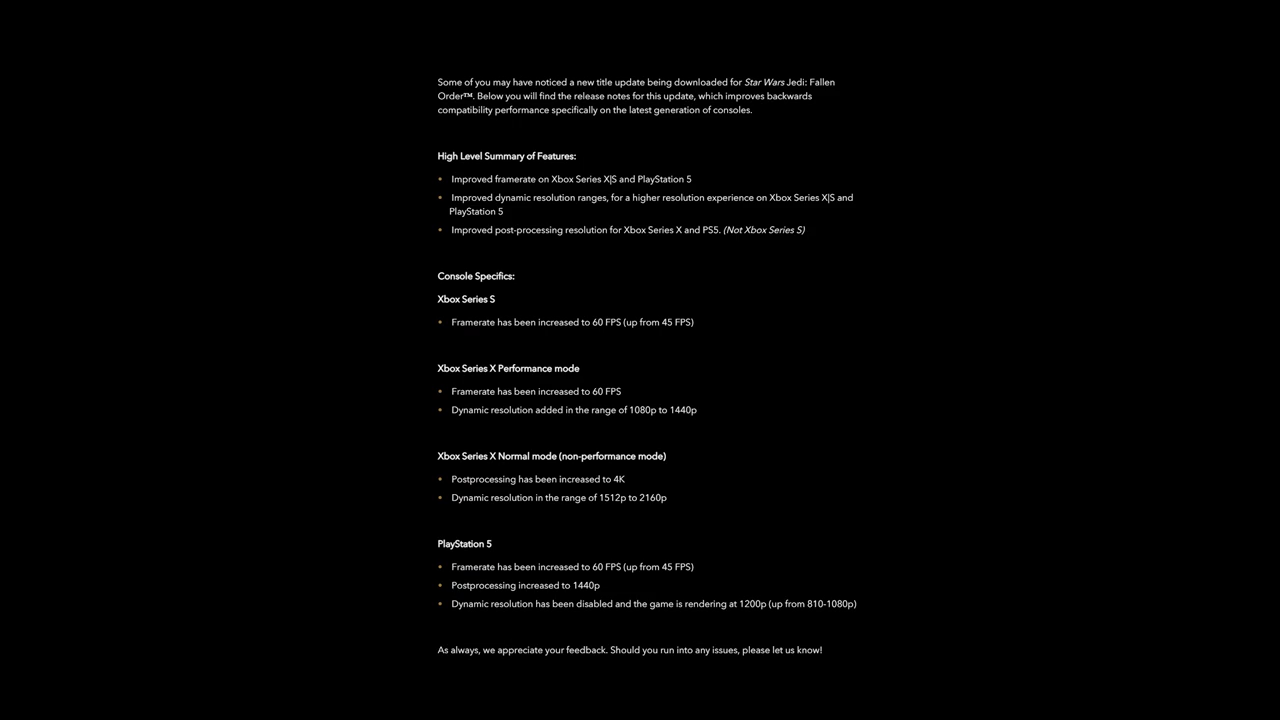 Some of you may have noticed a new title update being downloaded for Star Wars Jedi: Fallen
Order™. Below you will find the release notes for this update, which improves backwards
compatibility performance specifically on the latest generation of consoles.
High Level Summary of Features:
• Improved framerate on Xbox Series X|S and PlayStation 5
• Improved dynamic resolution ranges, for a higher resolution experience on Xbox Series X|S and
PlayStation 5
• Improved post-processing resolution for Xbox Series X and PS5. (Not Xbox Series S)
Console Specifics:
Xbox Series S
• Framerate has been increased to 60 FPS (up from 45 FPS)
Xbox Series X Performance mode
• Framerate has been increased to 60 FPS
• Dynamic resolution added in the range of 1080p to 1440p
Xbox Series X Normal mode (non-performance mode)
• Postprocessing has been increased to 4K
• Dynamic resolution in the range of 1512p to 2160p
PlayStation 5
• Framerate has been increased to 60 FPS (up from 45 FPS)
• Postprocessing increased to 1440p
• Dynamic resolution has been disabled and the game is rendering at 1200p (up from 810-1080p)
As always, we appreciate your feedback. Should you run into any issues, please let us know!